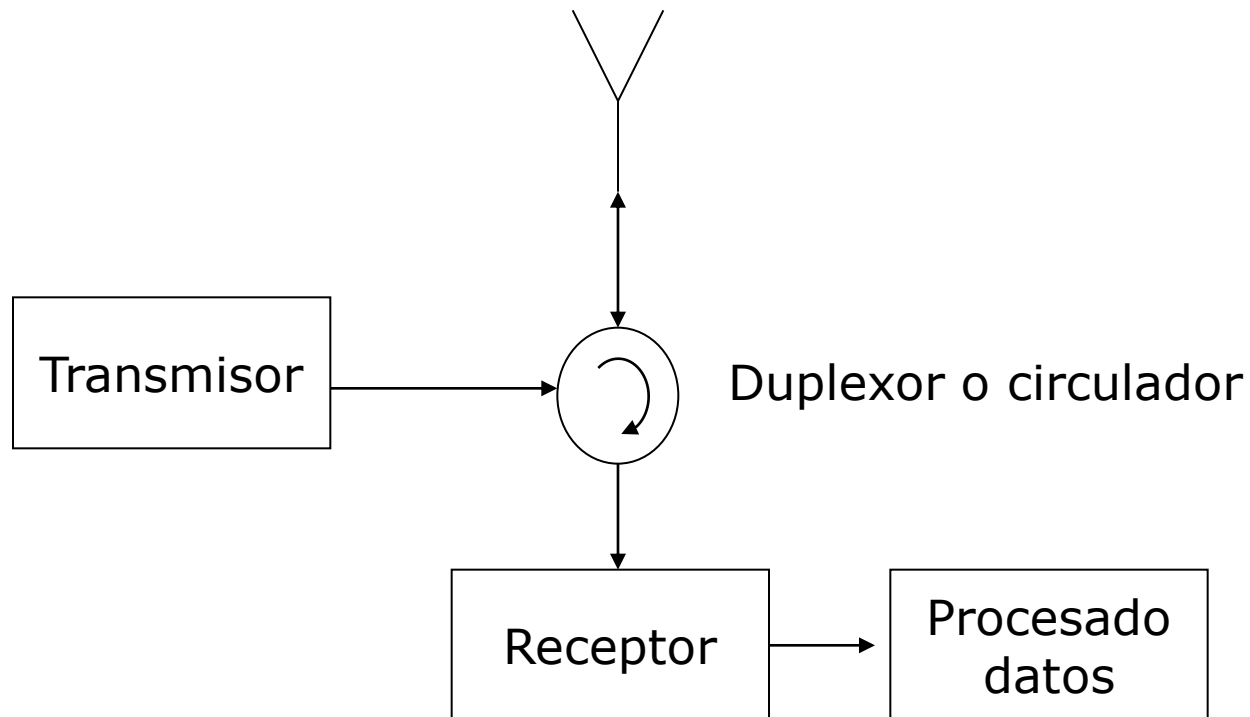 Transmisor
Duplexor o circulador
Receptor
Procesado
datos